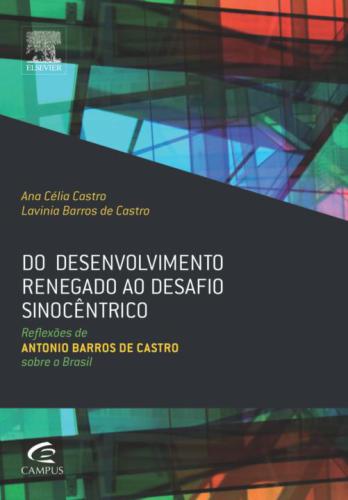 ELSEVIER
Ana Célia Castro
Lavinia Barros de Castro
DO DESENVOLVIMENTO
RENEGADO AO DESAFIO
SINOCÊNTRICO
Reflexões de
ANTONIO BARROS DE CASTRO
sobre o Brasil
CAMPUS